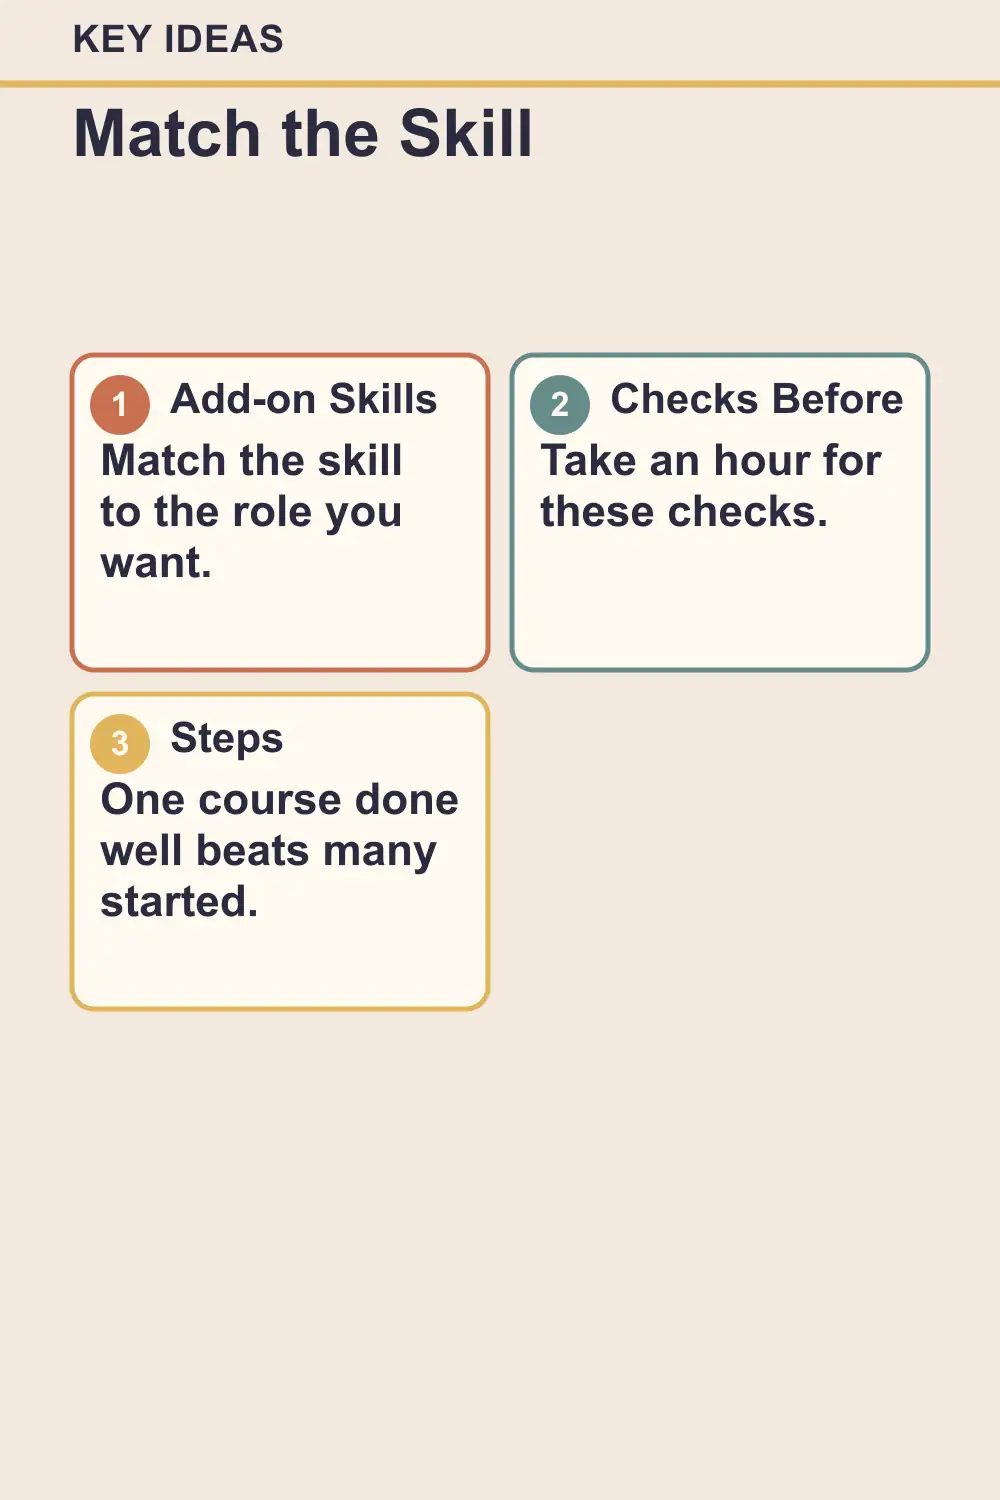 KEY IDEAS
Match the Skill
1 Add-on Skills
Match the skill
to the role you
want.
2 Checks Before
Take an hour for
these checks.
3 Steps
One course done
well beats many
started.